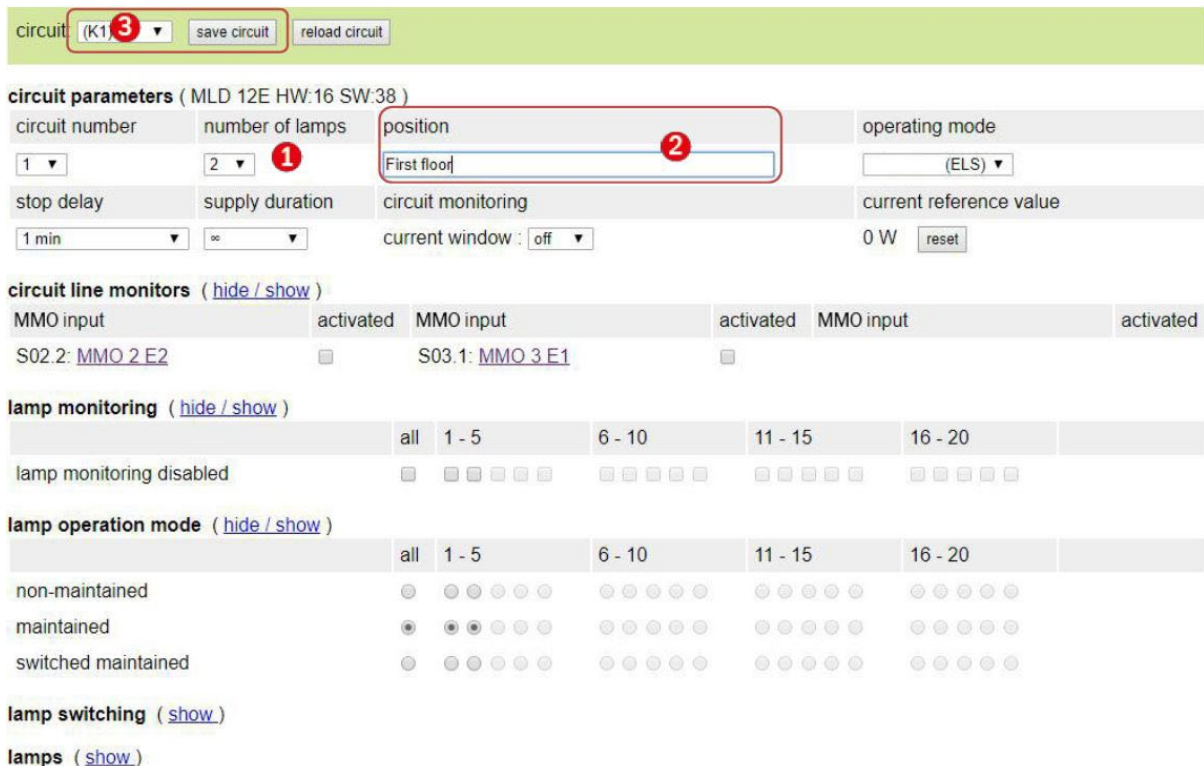 circuit (K1) 3 save circuit reload circuit
circuit parameters ( MLD 12E HW:16 SW:38 )
circuit number number of lamps position operating mode
1 2 1 First floor 2 (ELS)
stop delay supply duration circuit monitoring current reference value
1 min ∞ current window : off 0 W reset
circuit line monitors ( hide / show )
MMO input activated MMO input activated MMO input activated
S02.2: MMO 2 E2 S03.1: MMO 3 E1
lamp monitoring ( hide / show )
all 1 - 5 6 - 10 11 - 15 16 - 20
lamp monitoring disabled
lamp operation mode ( hide / show )
all 1 - 5 6 - 10 11 - 15 16 - 20
non-maintained
maintained
switched maintained
lamp switching ( show )
lamps ( show )